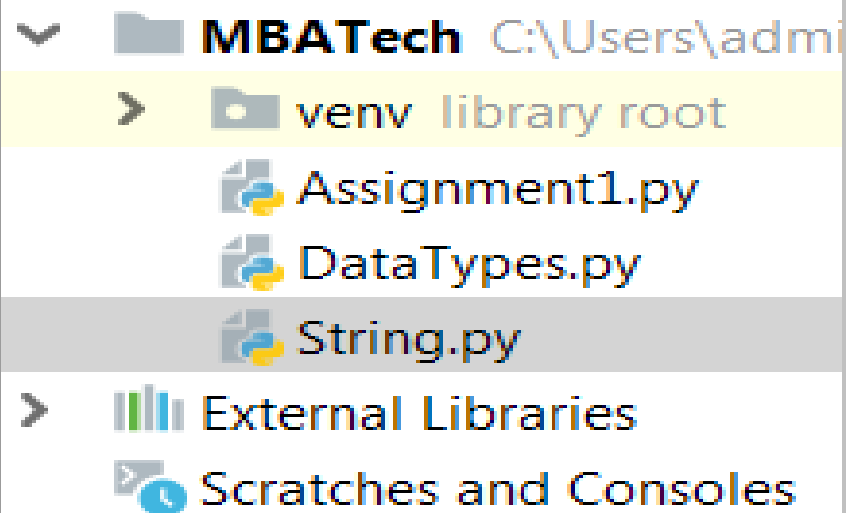 MBATech C:\Users\admi
venv library root
Assignment1.py
DataTypes.py
String.py
External Libraries
Scratches and Consoles